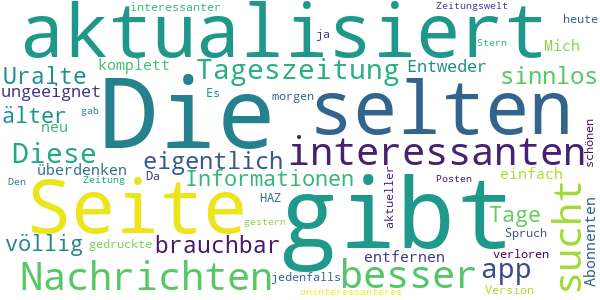 interessanter Zeitungswelt
aktualisiert
ja Stern Mich heute
komplett
Uralte Tageszeitung Entweder sinnlos
ungeeignet Es morgen
älter gab Die selten
neu
Diese eigentlich interessanten schönen
überdenken
Den Zeitung Da Informationen Posten einfach
Seite HAZ gibt aktueller sucht Abonnenten
gestern Tage
Spruch
völlig gedruckte brauchbar entfernen verloren
Nachrichten jedenfalls besser app
uninteressanteres Version